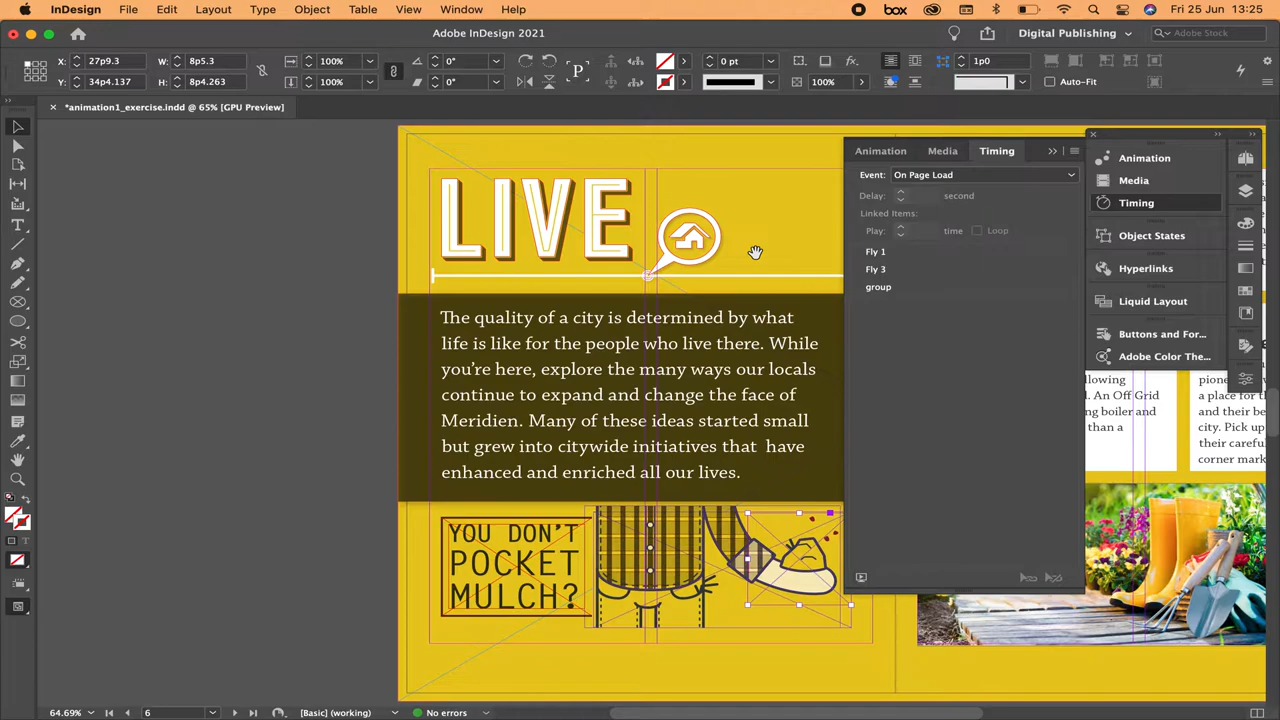 InDesign File Edit Layout Type Object Table View Window Help box Fri 25 Jun 13:25
Adobe InDesign 2021 Digital Publishing Adobe Stock
X: 27p9.3 W: 8p5.3 100% 0° P 0 pt fx. 1p0
Y: 34p4.137 H: 8p4.263 100% 0° 100% Auto-Fit
*animation1_exercise.indd @ 65% [GPU Preview]
Animation Media Timing
Event: On Page Load
Delay: second
Linked Items:
Play: time Loop
Fly 1
Fly 3
group
Animation
Media
Timing
Object States
Hyperlinks
Liquid Layout
Buttons and For...
Adobe Color The...
LIVE
The quality of a city is determined by what
life is like for the people who live there. While
you're here, explore the many ways our locals
continue to expand and change the face of
Meridien. Many of these ideas started small
but grew into citywide initiatives that have
enhanced and enriched all our lives.
YOU DON'T
POCKET
MULCH?
llowing
d. An Off Grid
ng boiler and
than a
pione
a place for t
and their be
city. Pick up
their carefu
corner mark
64.69% 6 [Basic] (working) No errors